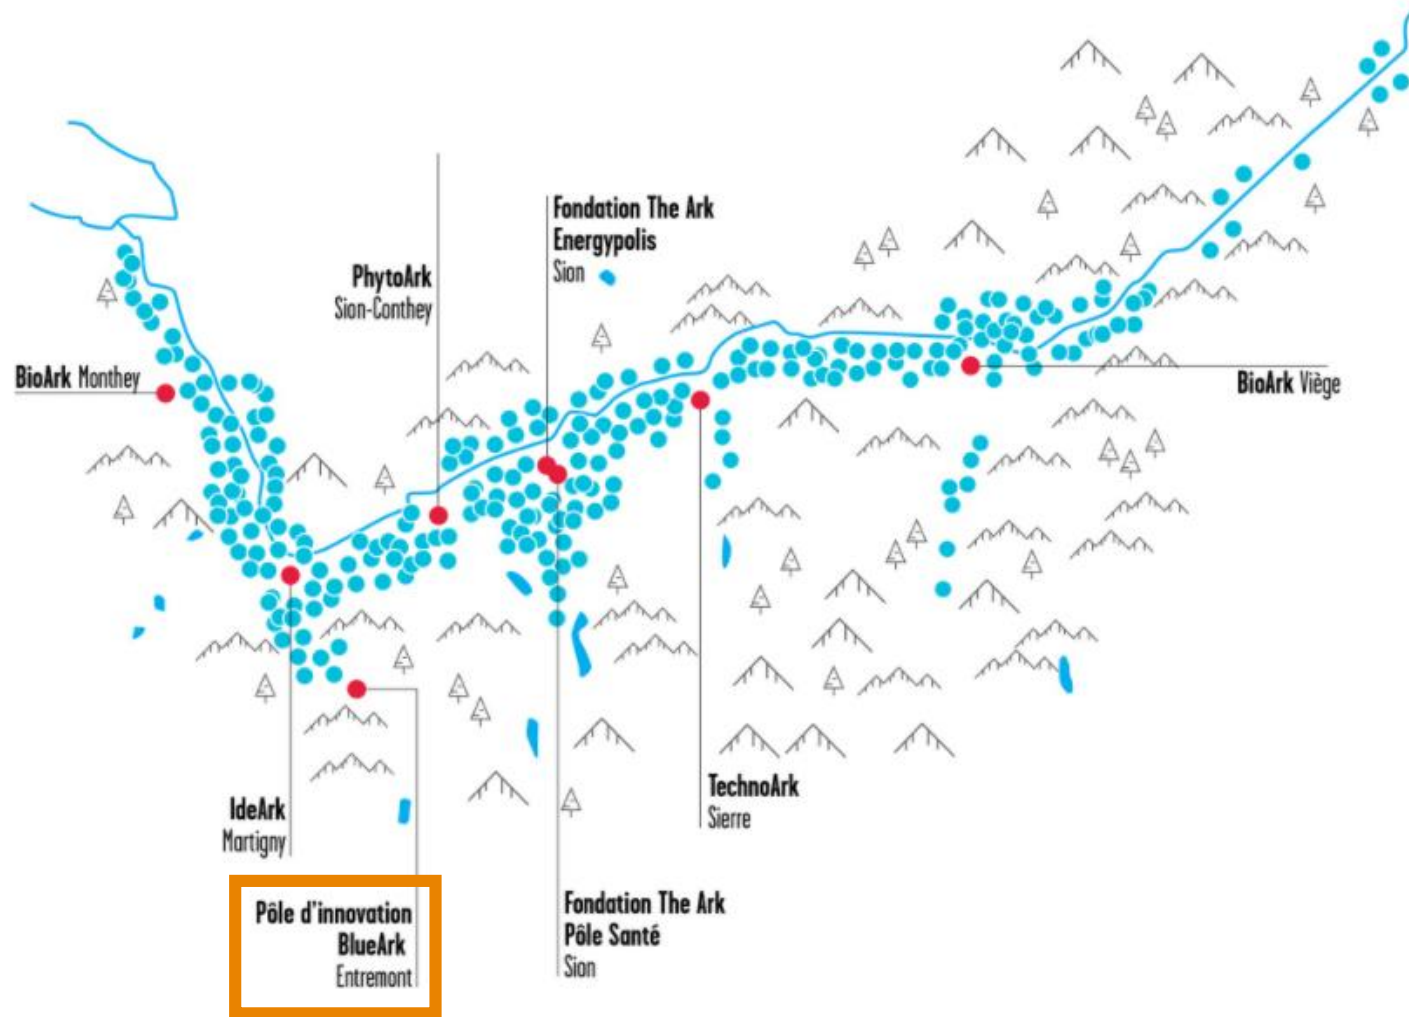 Fondation The Ark
Energypolis
Sion
PhytoArk
Sion-Conthey
BioArk Monthey
BioArk Viège
TechnoArk
Sierre
IdeArk
Martigny
Pôle d'innovation
BlueArk
Entremont
Fondation The Ark
Pôle Santé
Sion